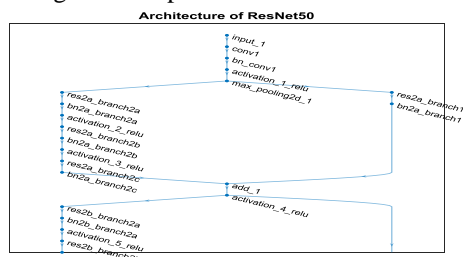 Architecture of ResNet50
input_1
conv1
bn_conv1
activation_1_relu
max_pooling2d_1
res2a_branch2a
bn2a_branch2a
activation_2_relu
res2a_branch2b
bn2a_branch2b
activation_3_relu
res2a_branch2c
bn2a_branch2c
res2a_branch1
bn2a_branch1
add_1
activation_4_relu
res2b_branch2a
bn2b_branch2a
activation_5_relu